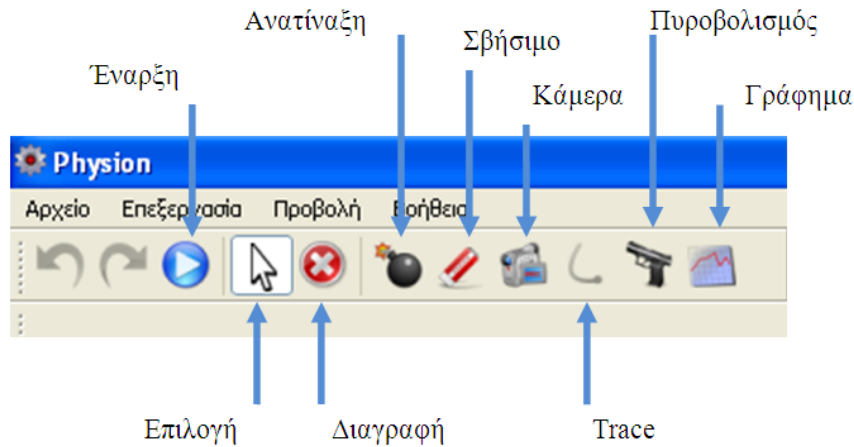 Ανατίναξη
Πυροβολισμός
Σβήσιμο
Έναρξη
Κάμερα
Γράφημα
Physion
Αρχείο Επεξεργασία Προβολή Βοήθεια
Επιλογή Διαγραφή Trace